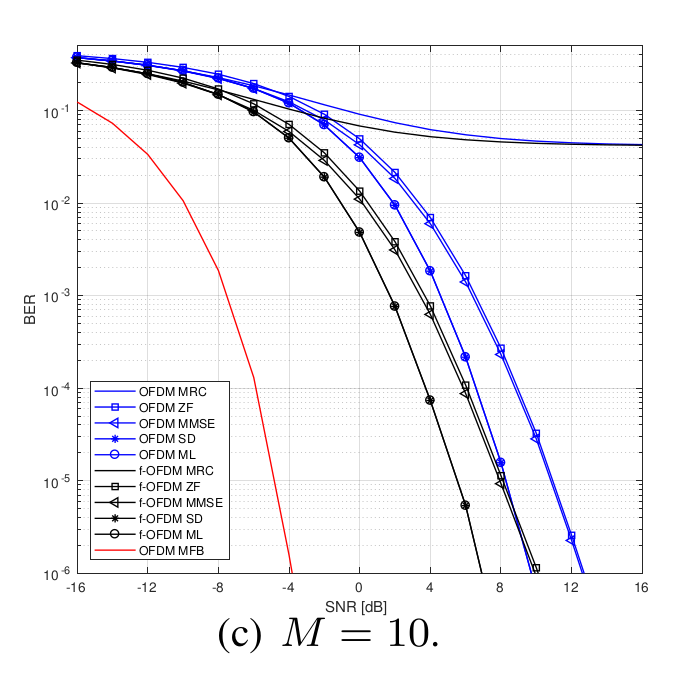 10^-1
10^-2
10^-3
10^-4
10^-5
10^-6
BER
OFDM MRC
OFDM ZF
OFDM MMSE
OFDM SD
OFDM ML
f-OFDM MRC
f-OFDM ZF
f-OFDM MMSE
f-OFDM SD
f-OFDM ML
OFDM MFB
-16 -12 -8 -4 0 4 8 12 16
SNR [dB]
(c) M = 10.